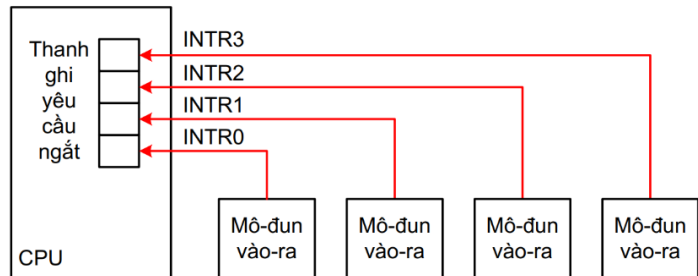 Thanh
ghi
yêu
cầu
ngắt
INTR3
INTR2
INTR1
INTR0
CPU
Mô-đun
vào-ra
Mô-đun
vào-ra
Mô-đun
vào-ra
Mô-đun
vào-ra